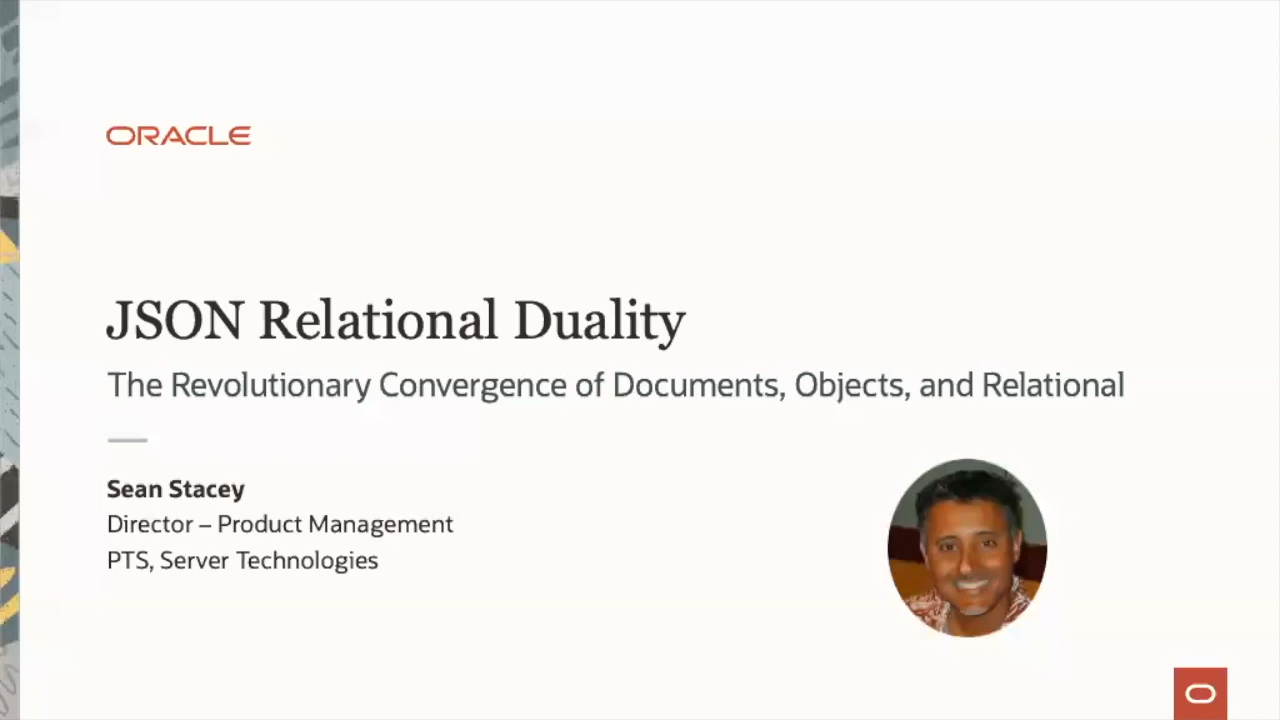 ORACLE
JSON Relational Duality
The Revolutionary Convergence of Documents, Objects, and Relational
Sean Stacey
Director – Product Management
PTS, Server Technologies